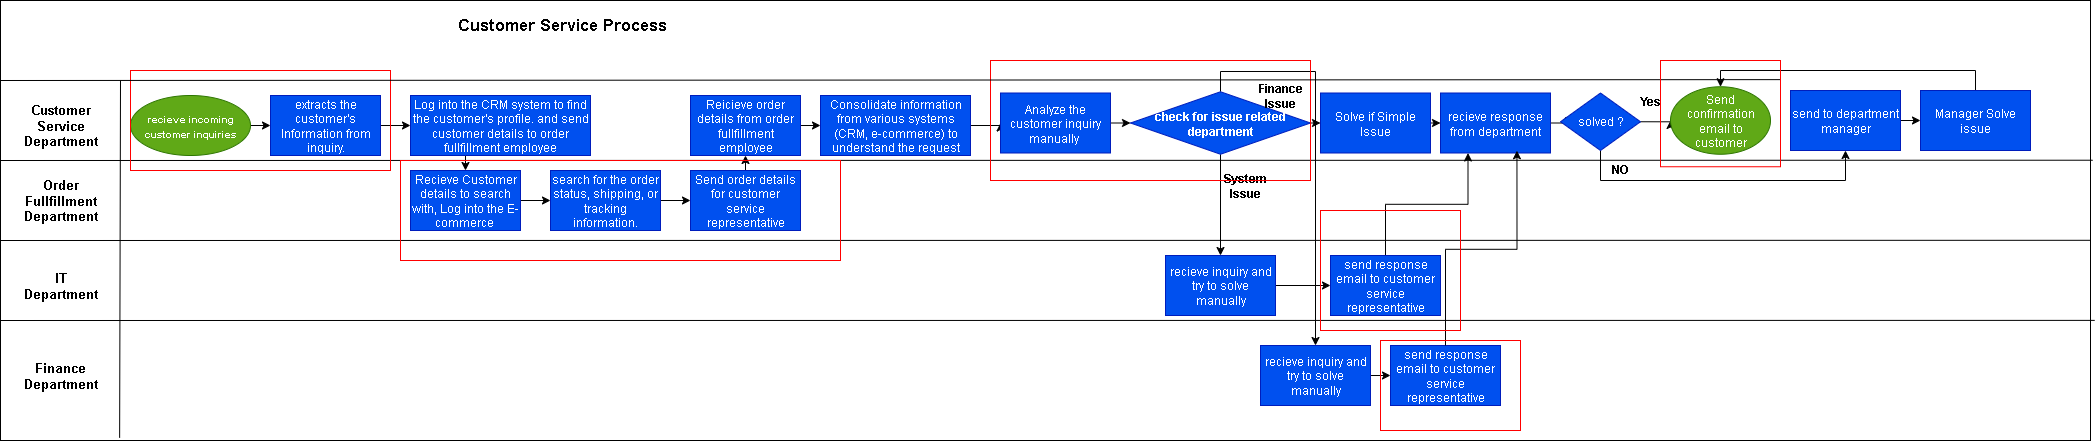 Customer Service Process
Customer
Service
Department
recieve incoming
customer inquiries
extracts the
customer's
Information from
inquiry.
Log into the CRM system to find
the customer's profile. and send
customer details to order
fullfillment employee
Reicieve order
details from order
fullfillment
employee
Consolidate information
from various systems
(CRM, e-commerce) to
understand the request
Analyze the
customer inquiry
manually
check for issue related
department
Finance
Issue
Solve if Simple
Issue
recieve response
from department
solved ?
Yes
NO
Send
confirmation
email to
customer
send to department
manager
Manager Solve
issue
Order
Fullfillment
Department
Recieve Customer
details to search
with, Log into the E-
commerce
search for the order
status, shipping, or
tracking
information.
Send order details
for customer
service
representative
System
Issue
IT
Department
recieve inquiry and
try to solve
manually
send response
email to customer
service
representative
Finance
Department
recieve inquiry and
try to solve
manually
send response
email to customer
service
representative